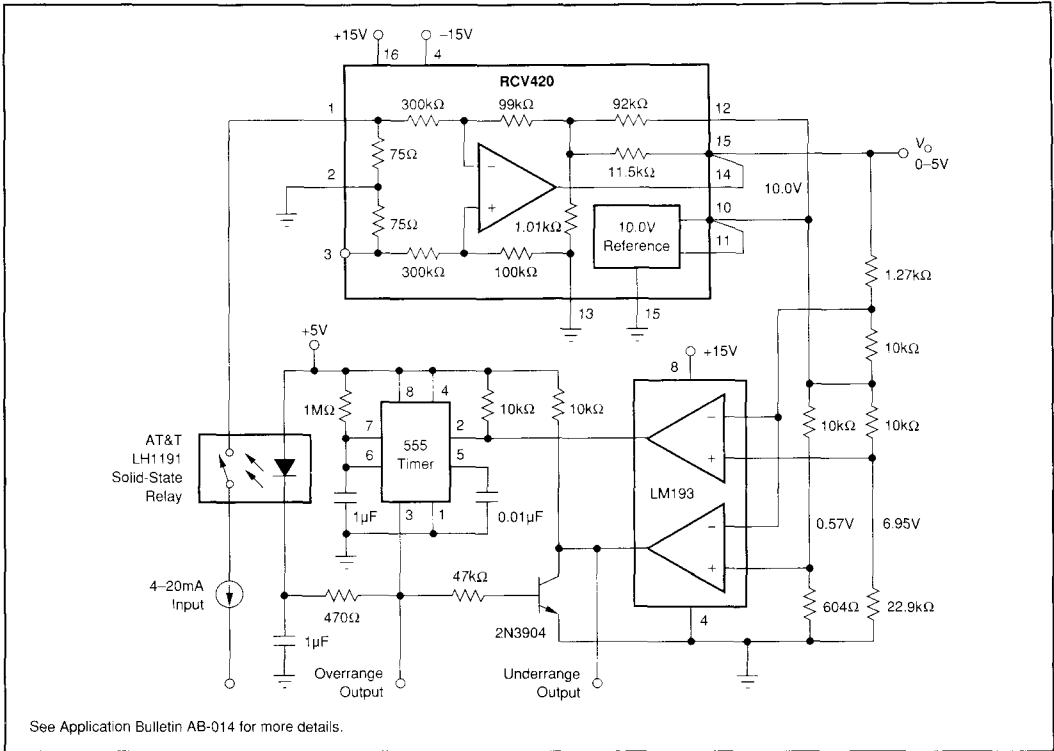 +15V
–15V
16
4
RCV420
1
300kΩ
99kΩ
92kΩ
12
75Ω
15
V_O
0–5V
11.5kΩ
14
2
10.0V
10
75Ω
1.01kΩ
10.0V
Reference
11
3
300kΩ
100kΩ
1.27kΩ
13
15
+5V
+15V
8
10kΩ
1MΩ
8
4
10kΩ
10kΩ
10kΩ
10kΩ
AT&T
LH1191
Solid-State
Relay
7
2
555
Timer
6
5
LM193
1µF
3
1
0.01µF
0.57V
6.95V
4–20mA
Input
47kΩ
470Ω
604Ω
22.9kΩ
4
2N3904
1µF
Overrange
Output
Underrange
Output
See Application Bulletin AB-014 for more details.